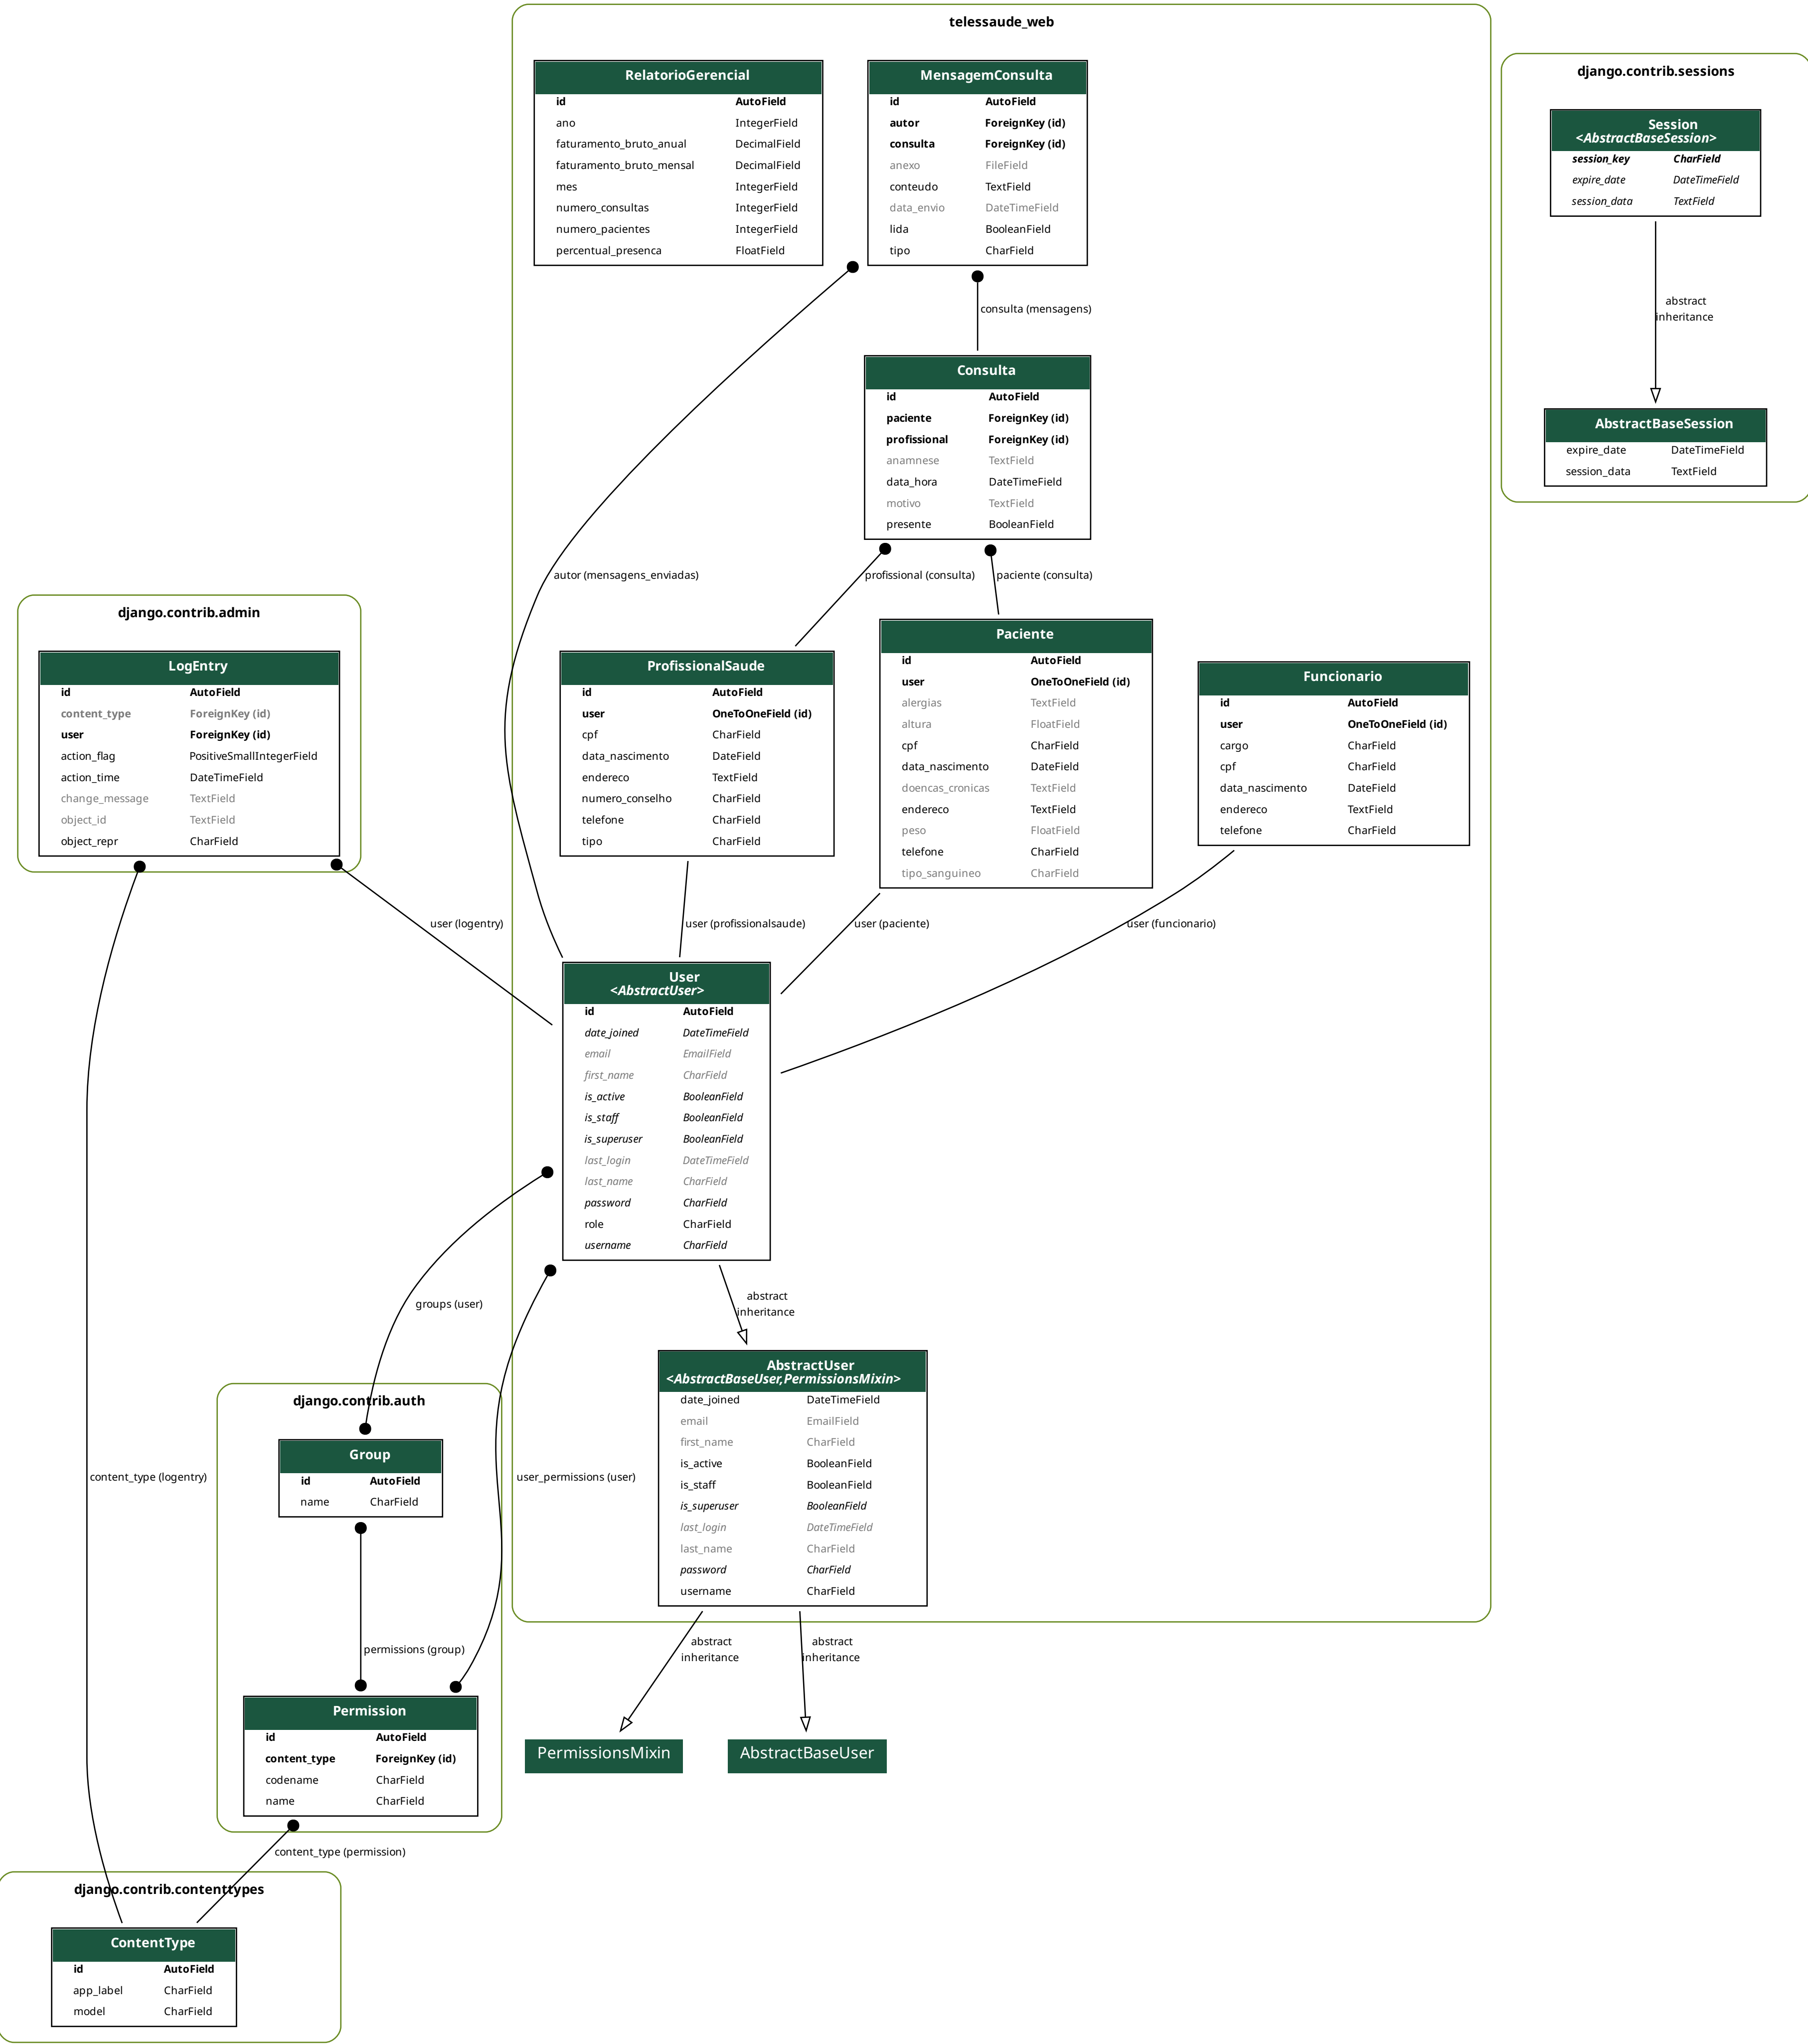 telessaude_web
RelatorioGerencial
id AutoField
ano IntegerField
faturamento_bruto_anual DecimalField
faturamento_bruto_mensal DecimalField
mes IntegerField
numero_consultas IntegerField
numero_pacientes IntegerField
percentual_presenca FloatField
MensagemConsulta
id AutoField
autor ForeignKey (id)
consulta ForeignKey (id)
anexo FileField
conteudo TextField
data_envio DateTimeField
lida BooleanField
tipo CharField
django.contrib.sessions
Session
<AbstractBaseSession>
session_key CharField
expire_date DateTimeField
session_data TextField
abstract
inheritance
AbstractBaseSession
expire_date DateTimeField
session_data TextField
consulta (mensagens)
Consulta
id AutoField
paciente ForeignKey (id)
profissional ForeignKey (id)
anamnese TextField
data_hora DateTimeField
motivo TextField
presente BooleanField
autor (mensagens_enviadas)
profissional (consulta)
paciente (consulta)
django.contrib.admin
LogEntry
id AutoField
content_type ForeignKey (id)
user ForeignKey (id)
action_flag PositiveSmallIntegerField
action_time DateTimeField
change_message TextField
object_id TextField
object_repr CharField
ProfissionalSaude
id AutoField
user OneToOneField (id)
cpf CharField
data_nascimento DateField
endereco TextField
numero_conselho CharField
telefone CharField
tipo CharField
Paciente
id AutoField
user OneToOneField (id)
alergias TextField
altura FloatField
cpf CharField
data_nascimento DateField
doencas_cronicas TextField
endereco TextField
peso FloatField
telefone CharField
tipo_sanguineo CharField
Funcionario
id AutoField
user OneToOneField (id)
cargo CharField
cpf CharField
data_nascimento DateField
endereco TextField
telefone CharField
user (logentry)
user (profissionalsaude)
user (paciente)
user (funcionario)
User
<AbstractUser>
id AutoField
date_joined DateTimeField
email EmailField
first_name CharField
is_active BooleanField
is_staff BooleanField
is_superuser BooleanField
last_login DateTimeField
last_name CharField
password CharField
role CharField
username CharField
groups (user)
abstract
inheritance
AbstractUser
<AbstractBaseUser,PermissionsMixin>
date_joined DateTimeField
email EmailField
first_name CharField
is_active BooleanField
is_staff BooleanField
is_superuser BooleanField
last_login DateTimeField
last_name CharField
password CharField
username CharField
django.contrib.auth
Group
id AutoField
name CharField
content_type (logentry)
user_permissions (user)
permissions (group)
abstract
inheritance
abstract
inheritance
Permission
id AutoField
content_type ForeignKey (id)
codename CharField
name CharField
PermissionsMixin
AbstractBaseUser
content_type (permission)
django.contrib.contenttypes
ContentType
id AutoField
app_label CharField
model CharField